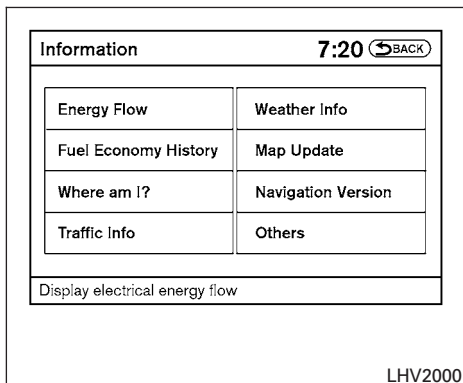 Information 7:20 BACK
Energy Flow Weather Info
Fuel Economy History Map Update
Where am I? Navigation Version
Traffic Info Others
Display electrical energy flow
LHV2000